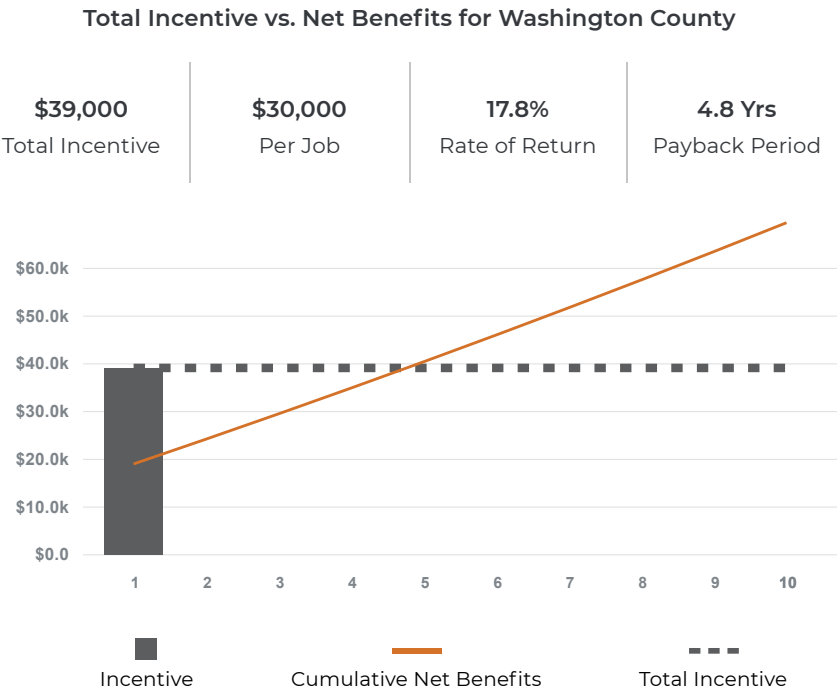 Total Incentive vs. Net Benefits for Washington County
$39,000 $30,000 17.8% 4.8 Yrs
Total Incentive Per Job Rate of Return Payback Period
$60.0k
$50.0k
$40.0k
$30.0k
$20.0k
$10.0k
$0.0
1 2 3 4 5 6 7 8 9 10
Incentive Cumulative Net Benefits Total Incentive